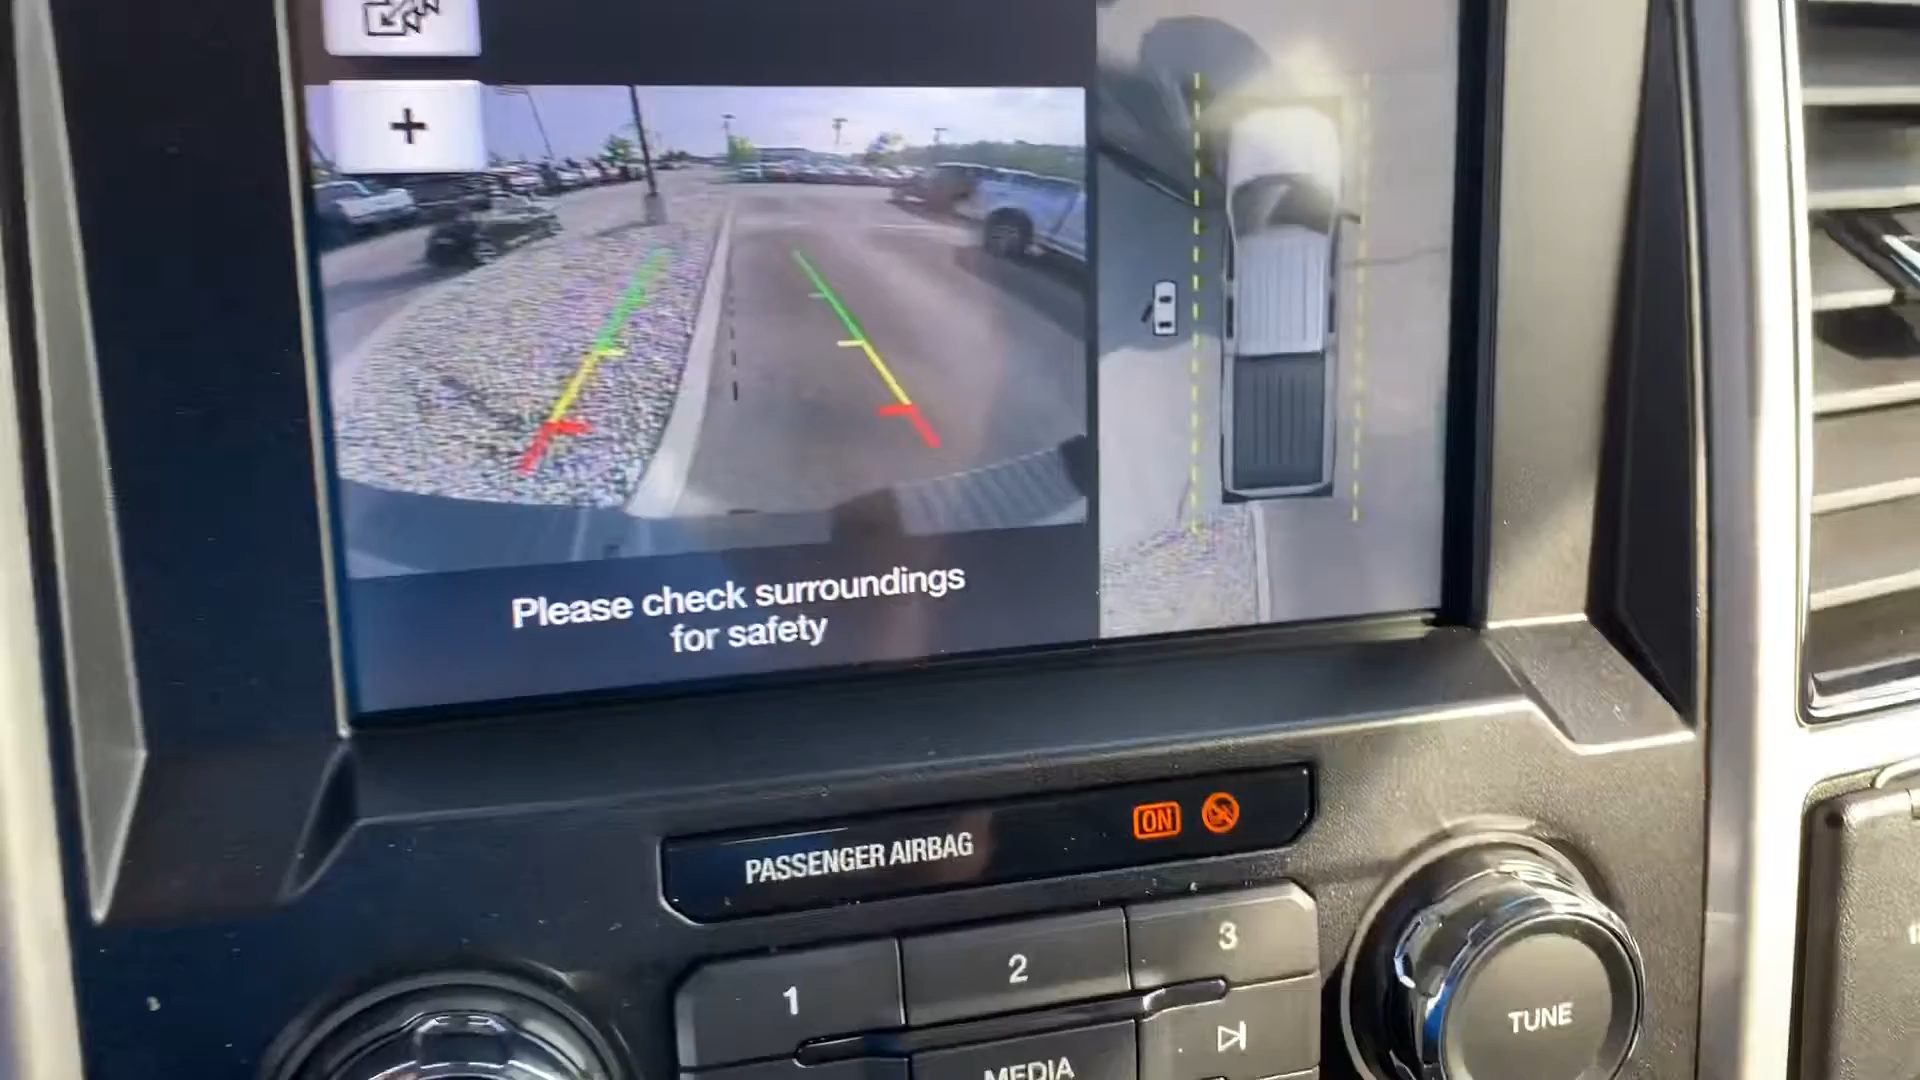 +
Please check surroundings
for safety
PASSENGER AIRBAG
ON
1
2
3
MEDIA
TUNE